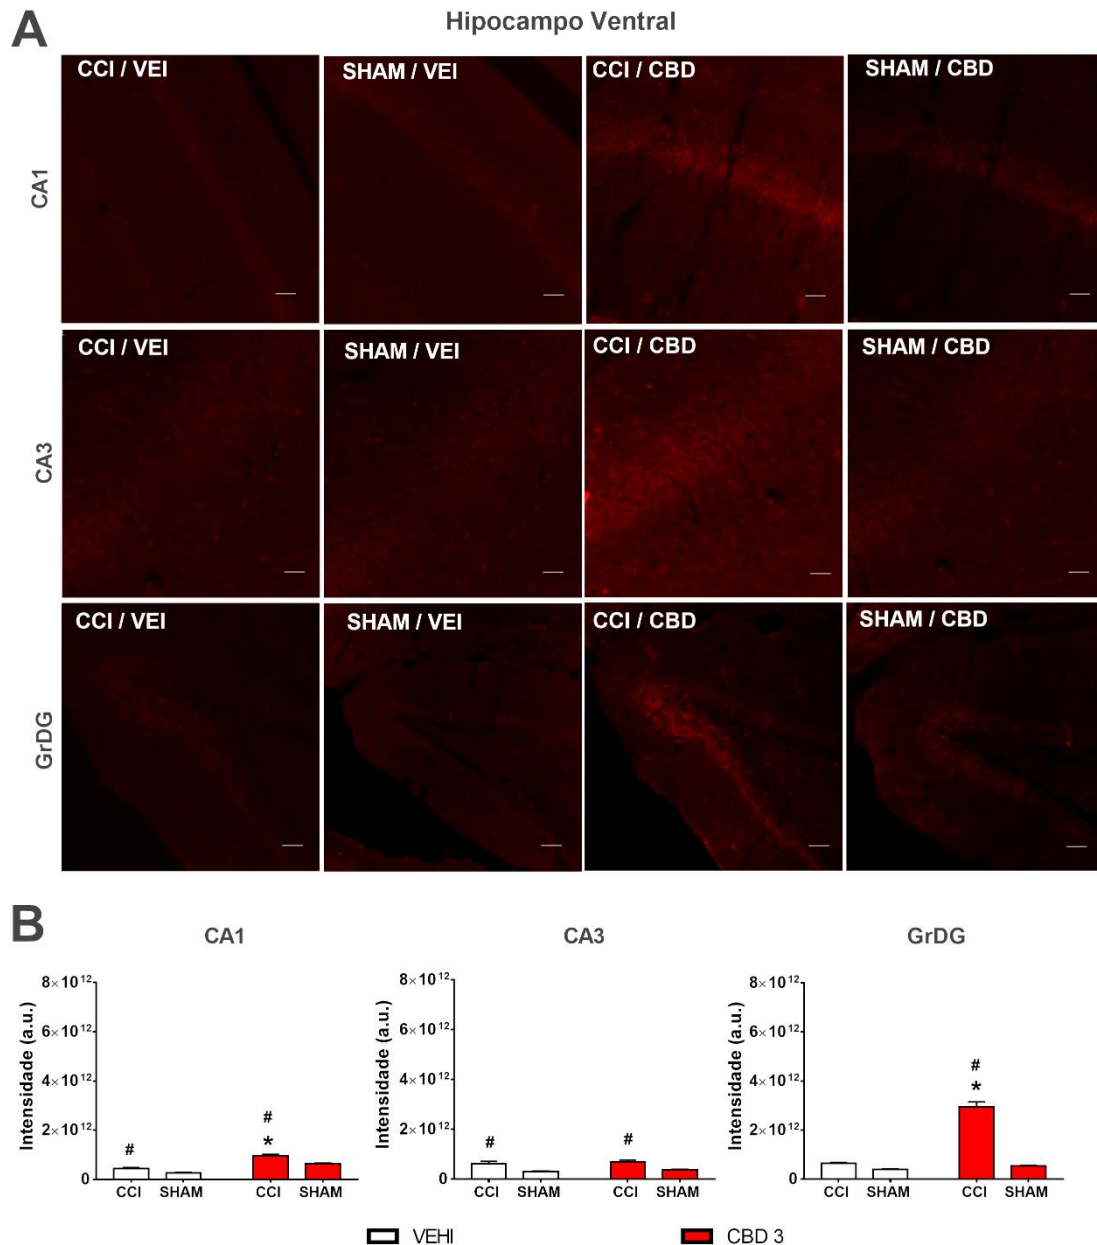 A
Hipocampo Ventral
CCI / VEI SHAM / VEI CCI / CBD SHAM / CBD
CA1
CCI / VEI SHAM / VEI CCI / CBD SHAM / CBD
CA3
CCI / VEI SHAM / VEI CCI / CBD SHAM / CBD
GrDG
B
CA1
Intensidade (a.u.)
8×10¹²
6×10¹²
4×10¹²
2×10¹²
0
#
#
*
CCI SHAM CCI SHAM
CA3
Intensidade (a.u.)
8×10¹²
6×10¹²
4×10¹²
2×10¹²
0
# #
CCI SHAM CCI SHAM
GrDG
Intensidade (a.u.)
8×10¹²
6×10¹²
4×10¹²
2×10¹²
0
#
*
CCI SHAM CCI SHAM
VEHI CBD 3